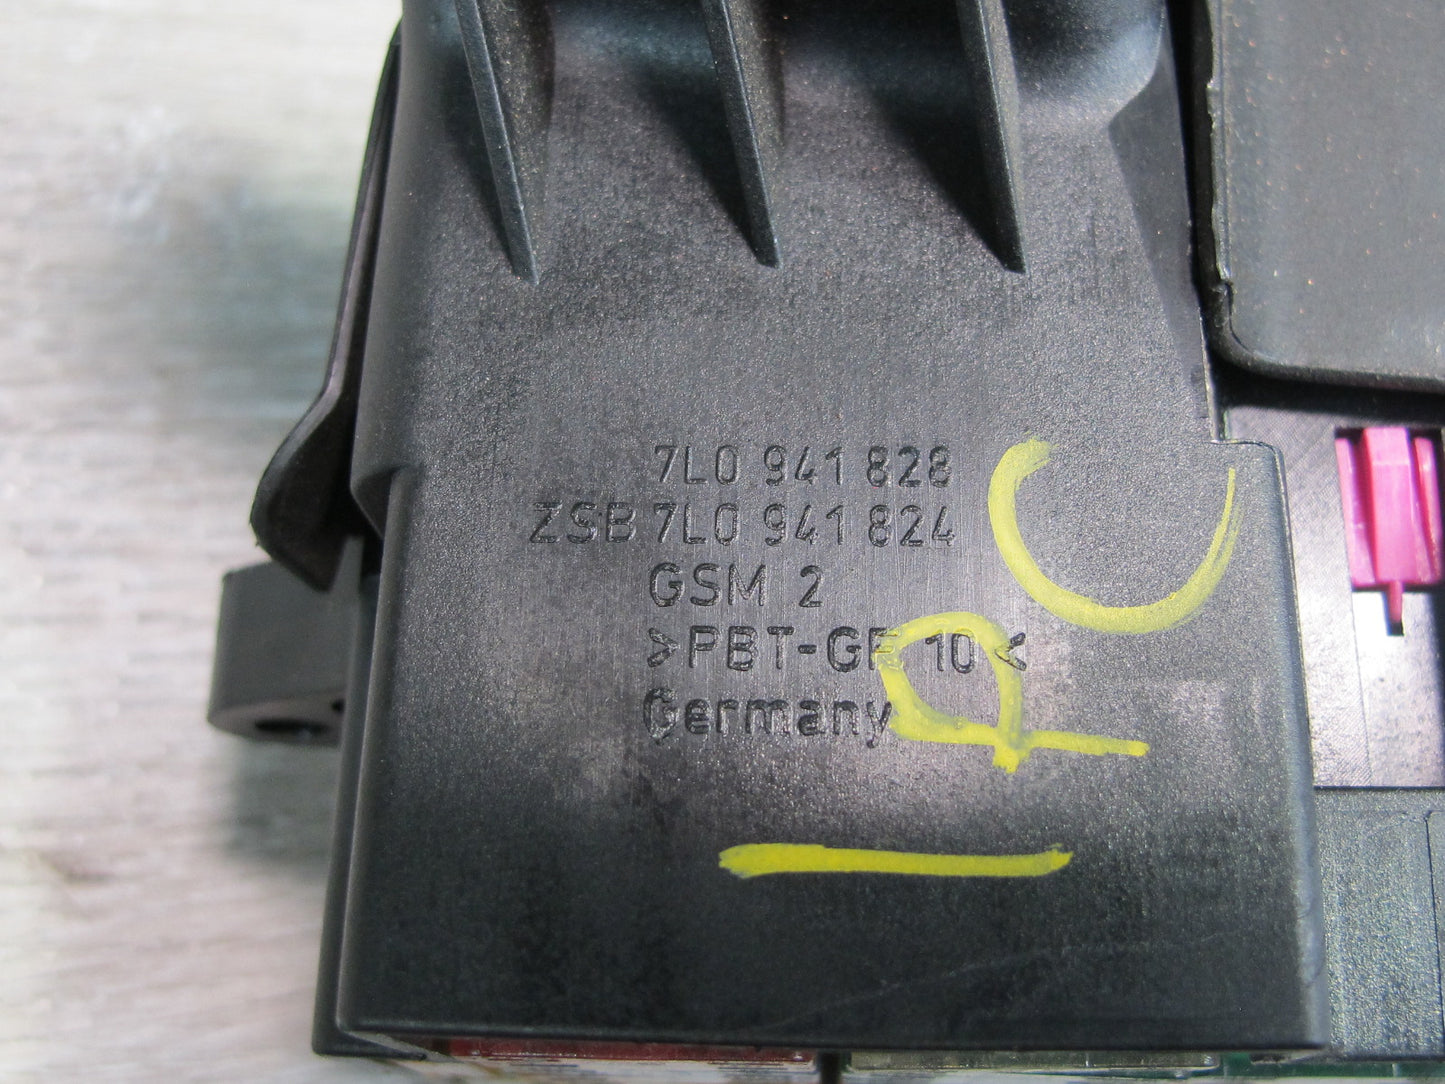 7L0 941 828
ZSB 7L0 941 824
GSM 2
>PBT-GF 10<
Germany